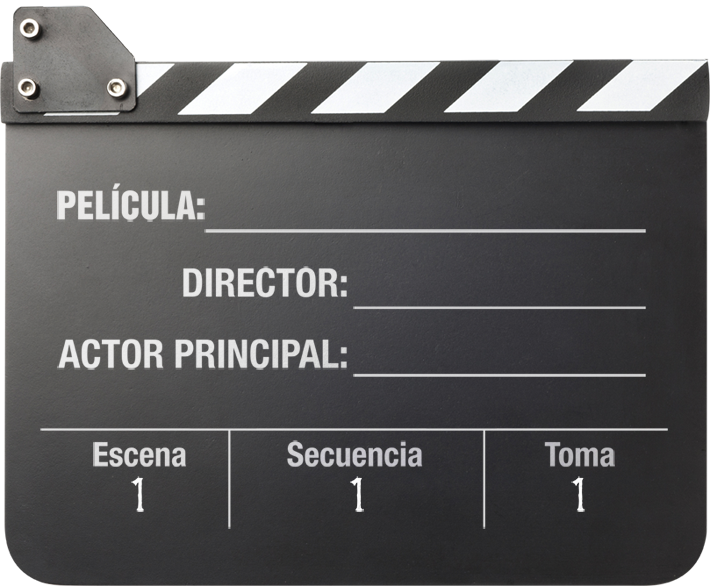 PELÍCULA:
DIRECTOR:
ACTOR PRINCIPAL:
Escena Secuencia Toma
1 1 1